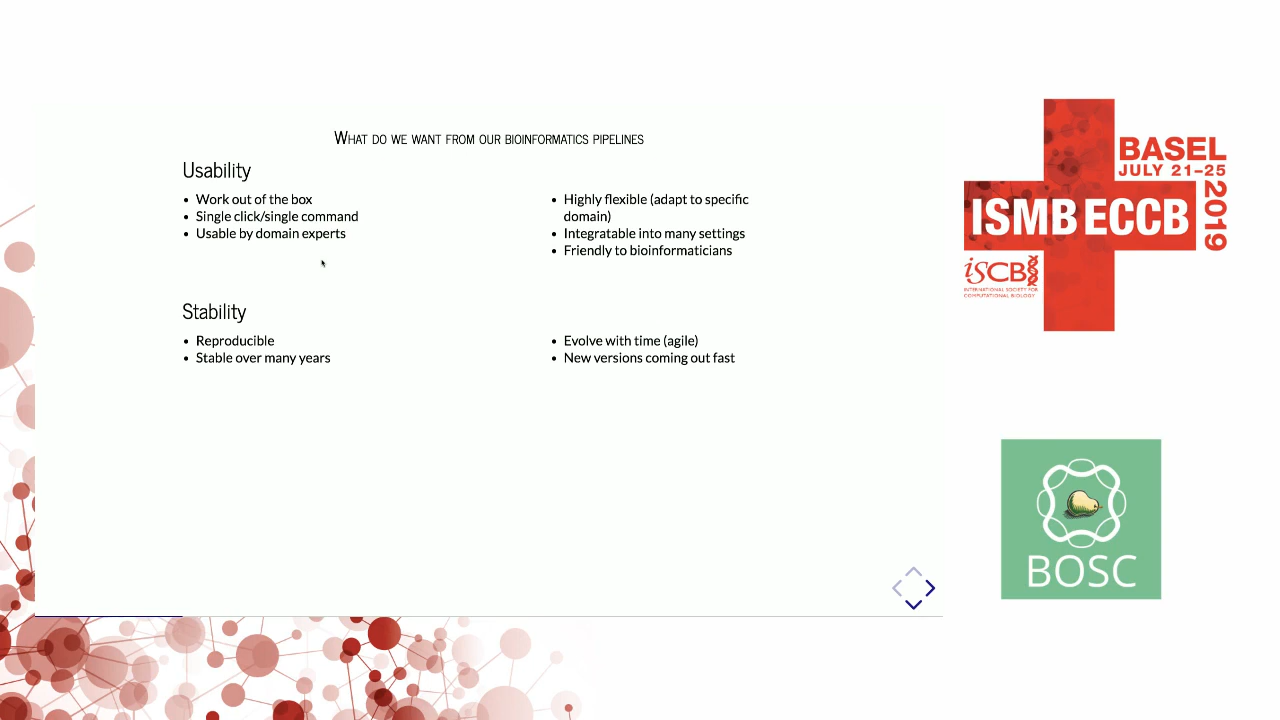 What do we want from our bioinformatics pipelines
Usability
• Work out of the box
• Single click/single command
• Usable by domain experts
• Highly flexible (adapt to specific
domain)
• Integratable into many settings
• Friendly to bioinformaticians
Stability
• Reproducible
• Stable over many years
• Evolve with time (agile)
• New versions coming out fast
BASEL
JULY 21–25
2019
ISMB ECCB
iSCB
INTERNATIONAL SOCIETY FOR
COMPUTATIONAL BIOLOGY
BOSC